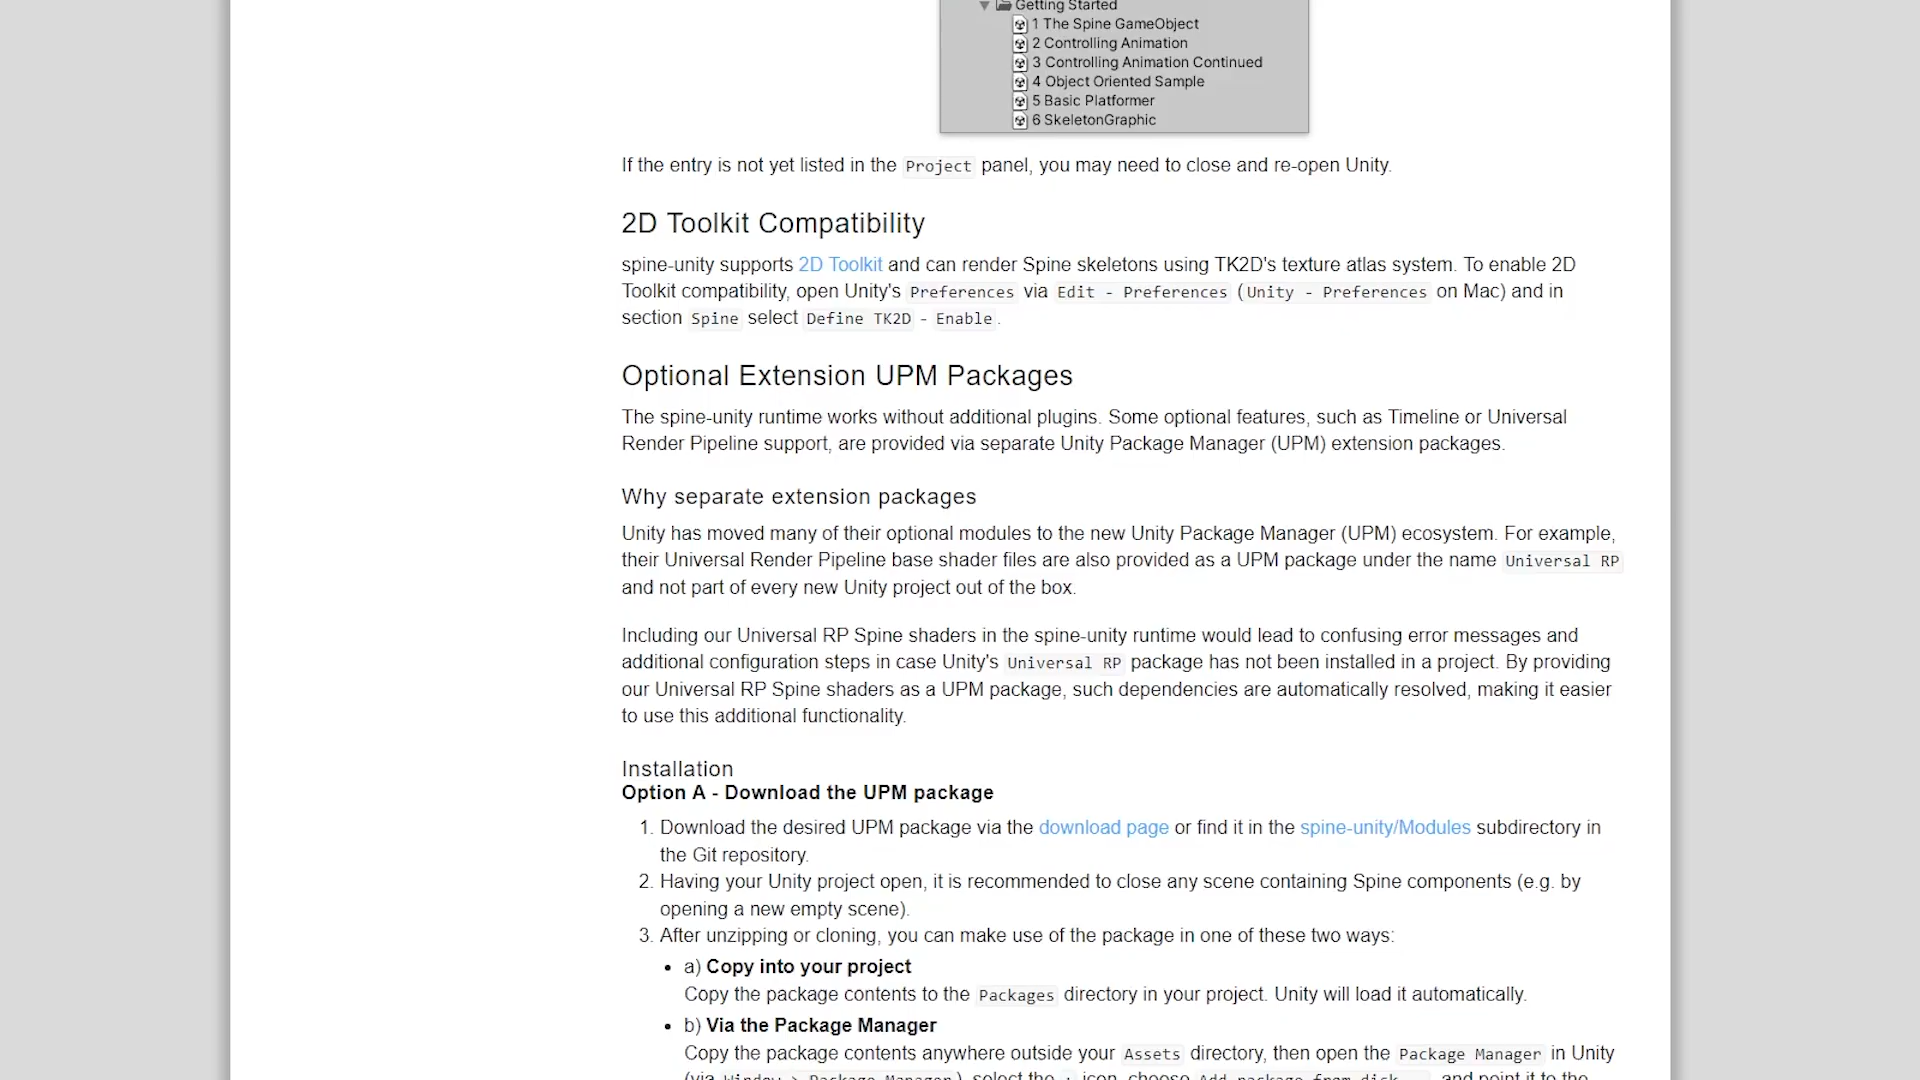 Getting Started
1 The Spine GameObject
2 Controlling Animation
3 Controlling Animation Continued
4 Object Oriented Sample
5 Basic Platformer
6 SkeletonGraphic
If the entry is not yet listed in the Project panel, you may need to close and re-open Unity.
2D Toolkit Compatibility
spine-unity supports 2D Toolkit and can render Spine skeletons using TK2D's texture atlas system. To enable 2D
Toolkit compatibility, open Unity's Preferences via Edit - Preferences (Unity - Preferences on Mac) and in
section Spine select Define TK2D - Enable.
Optional Extension UPM Packages
The spine-unity runtime works without additional plugins. Some optional features, such as Timeline or Universal
Render Pipeline support, are provided via separate Unity Package Manager (UPM) extension packages.
Why separate extension packages
Unity has moved many of their optional modules to the new Unity Package Manager (UPM) ecosystem. For example,
their Universal Render Pipeline base shader files are also provided as a UPM package under the name Universal RP
and not part of every new Unity project out of the box.
Including our Universal RP Spine shaders in the spine-unity runtime would lead to confusing error messages and
additional configuration steps in case Unity's Universal RP package has not been installed in a project. By providing
our Universal RP Spine shaders as a UPM package, such dependencies are automatically resolved, making it easier
to use this additional functionality.
Installation
Option A - Download the UPM package
1. Download the desired UPM package via the download page or find it in the spine-unity/Modules subdirectory in
the Git repository.
2. Having your Unity project open, it is recommended to close any scene containing Spine components (e.g. by
opening a new empty scene).
3. After unzipping or cloning, you can make use of the package in one of these two ways:
• a) Copy into your project
Copy the package contents to the Packages directory in your project. Unity will load it automatically.
• b) Via the Package Manager
Copy the package contents anywhere outside your Assets directory, then open the Package Manager in Unity
(via Window > Package Manager), select the + icon, choose Add package from disk... and point it to the